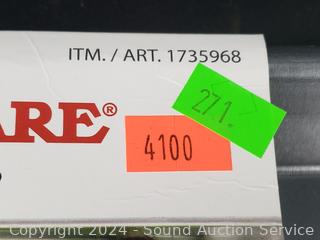 ITM. / ART. 1735968
271.
ARE®
4100
Copyright 2024 - Sound Auction Service